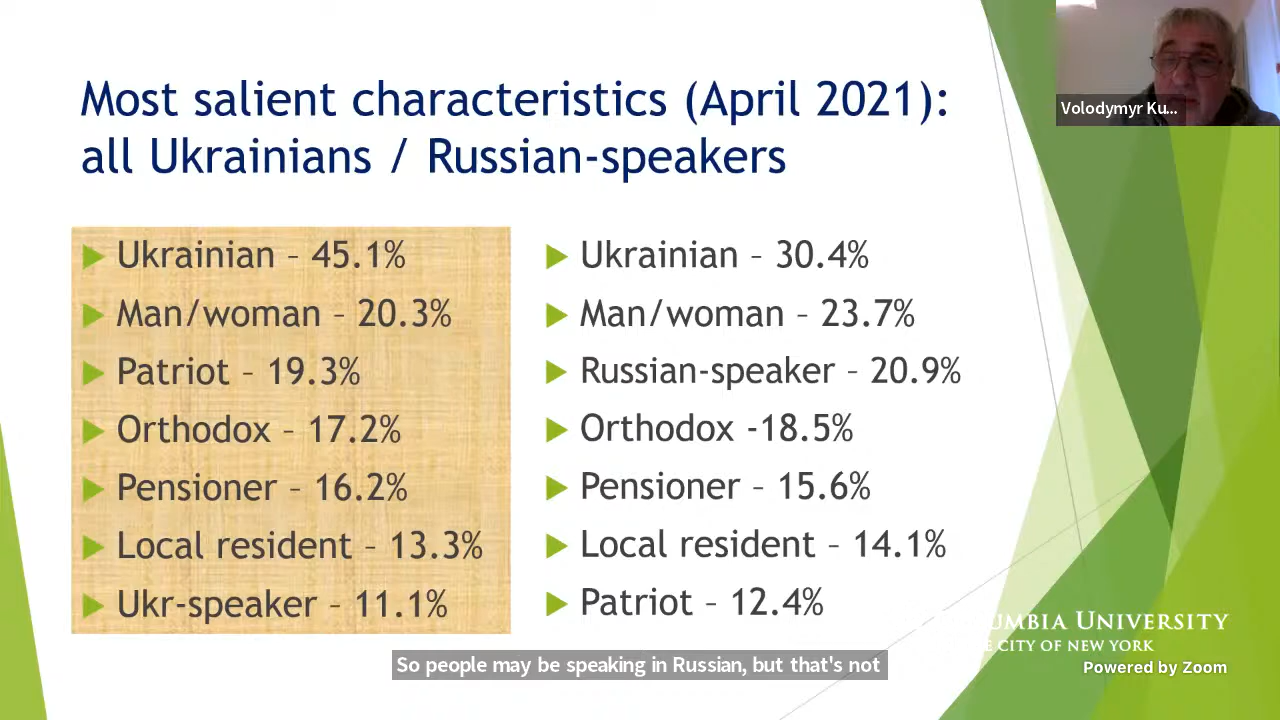 Most salient characteristics (April 2021):
all Ukrainians / Russian-speakers
Volodymyr Ku...
Ukrainian – 45.1%
Man/woman – 20.3%
Patriot – 19.3%
Orthodox – 17.2%
Pensioner – 16.2%
Local resident – 13.3%
Ukr-speaker – 11.1%
Ukrainian – 30.4%
Man/woman – 23.7%
Russian-speaker – 20.9%
Orthodox -18.5%
Pensioner – 15.6%
Local resident – 14.1%
Patriot – 12.4%
UNIVERSITY
CITY OF NEW YORK
So people may be speaking in Russian, but that's not
Powered by Zoom